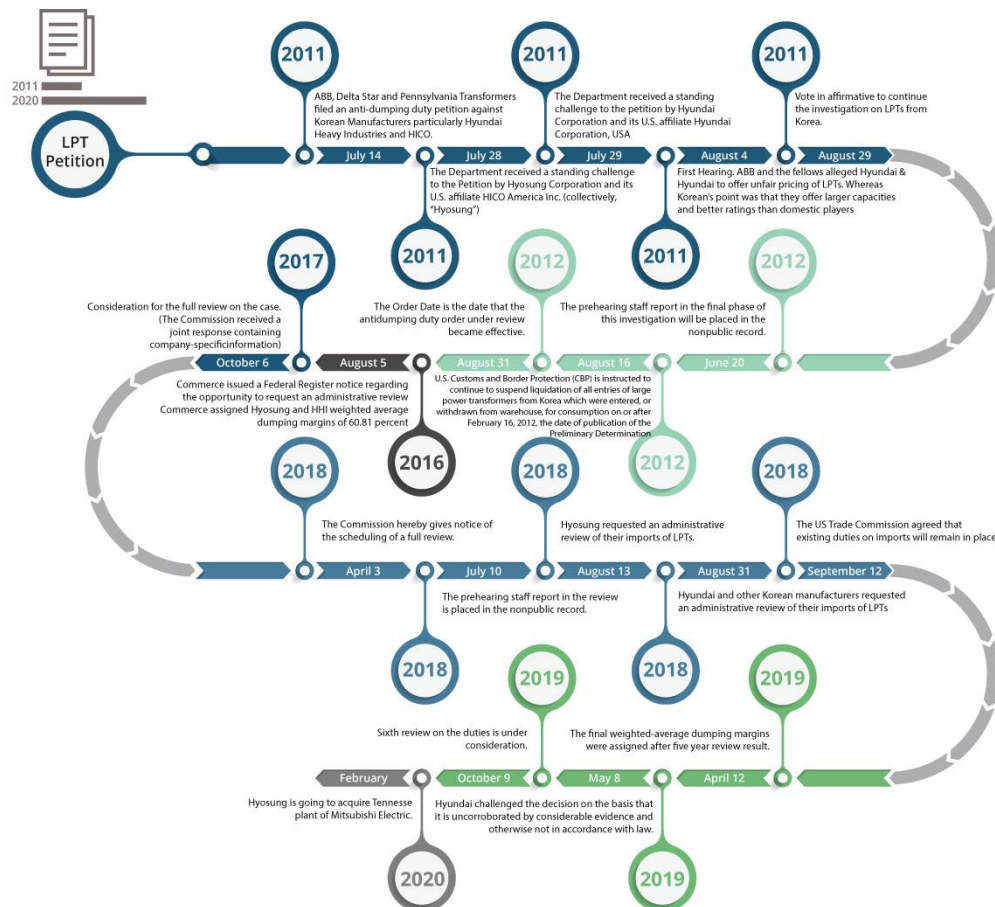 2011
2020
LPT
Petition
2011
ABB, Delta Star and Pennsylvania Transformers
filed an anti-dumping duty petition against
Korean Manufacturers particularly Hyundai
Heavy Industries and HICO.
July 14
The Department received a standing challenge
to the Petition by Hyosung Corporation and its
U.S. affiliate HICO America Inc. (collectively,
"Hyosung")
2011
July 28
2011
The Department received a standing
challenge to the petition by Hyundai
Corporation and its U.S. affiliate Hyundai
Corporation, USA
July 29
First Hearing. ABB and the fellows alleged Hyundai &
Hyundai to offer unfair pricing of LPTs. Whereas
Korean's point was that they offer larger capacities
and better ratings than domestic players
2011
August 4
2011
Vote in affirmative to continue
the investigation on LPTs from
Korea.
August 29
2012
The prehearing staff report in the final phase of
this investigation will be placed in the
nonpublic record.
June 20
U.S. Customs and Border Protection (CBP) is instructed to
continue to suspend liquidation of all entries of large
power transformers from Korea which were entered, or
withdrawn from warehouse, for consumption on or after
February 16, 2012, the date of publication of the
Preliminary Determination
2012
August 16
2012
The Order Date is the date that the
antidumping duty order under review
became effective.
August 31
Commerce issued a Federal Register notice regarding
the opportunity to request an administrative review
Commerce assigned Hyosung and HHI weighted average
dumping margins of 60.81 percent
2016
August 5
2017
Consideration for the full review on the case.
(The Commission received a
joint response containing
company-specificinformation)
October 6
2018
The Commission hereby gives notice of
the scheduling of a full review.
April 3
The prehearing staff report in the review
is placed in the nonpublic record.
2018
July 10
2018
Hyosung requested an administrative
review of their imports of LPTs.
August 13
Hyundai and other Korean manufacturers requested
an administrative review of their imports of LPTs
2018
August 31
2018
The US Trade Commission agreed that
existing duties on imports will remain in place
September 12
2019
The final weighted-average dumping margins
were assigned after five year review result.
April 12
Hyundai challenged the decision on the basis that
it is uncorroborated by considerable evidence and
otherwise not in accordance with law.
2019
May 8
2019
Sixth review on the duties is under
consideration.
October 9
Hyosung is going to acquire Tennesse
plant of Mitsubishi Electric.
2020
February